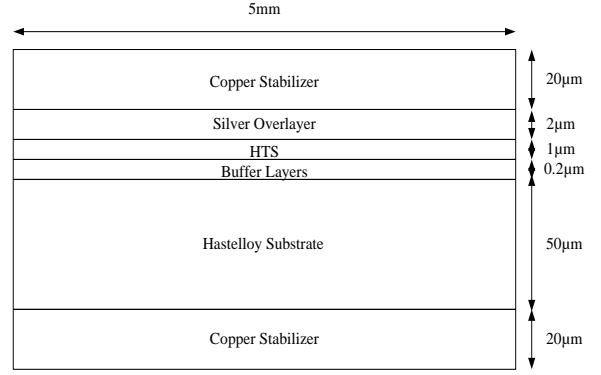 5mm
Copper Stabilizer
20μm
Silver Overlayer
2μm
HTS
1μm
Buffer Layers
0.2μm
Hastelloy Substrate
50μm
Copper Stabilizer
20μm